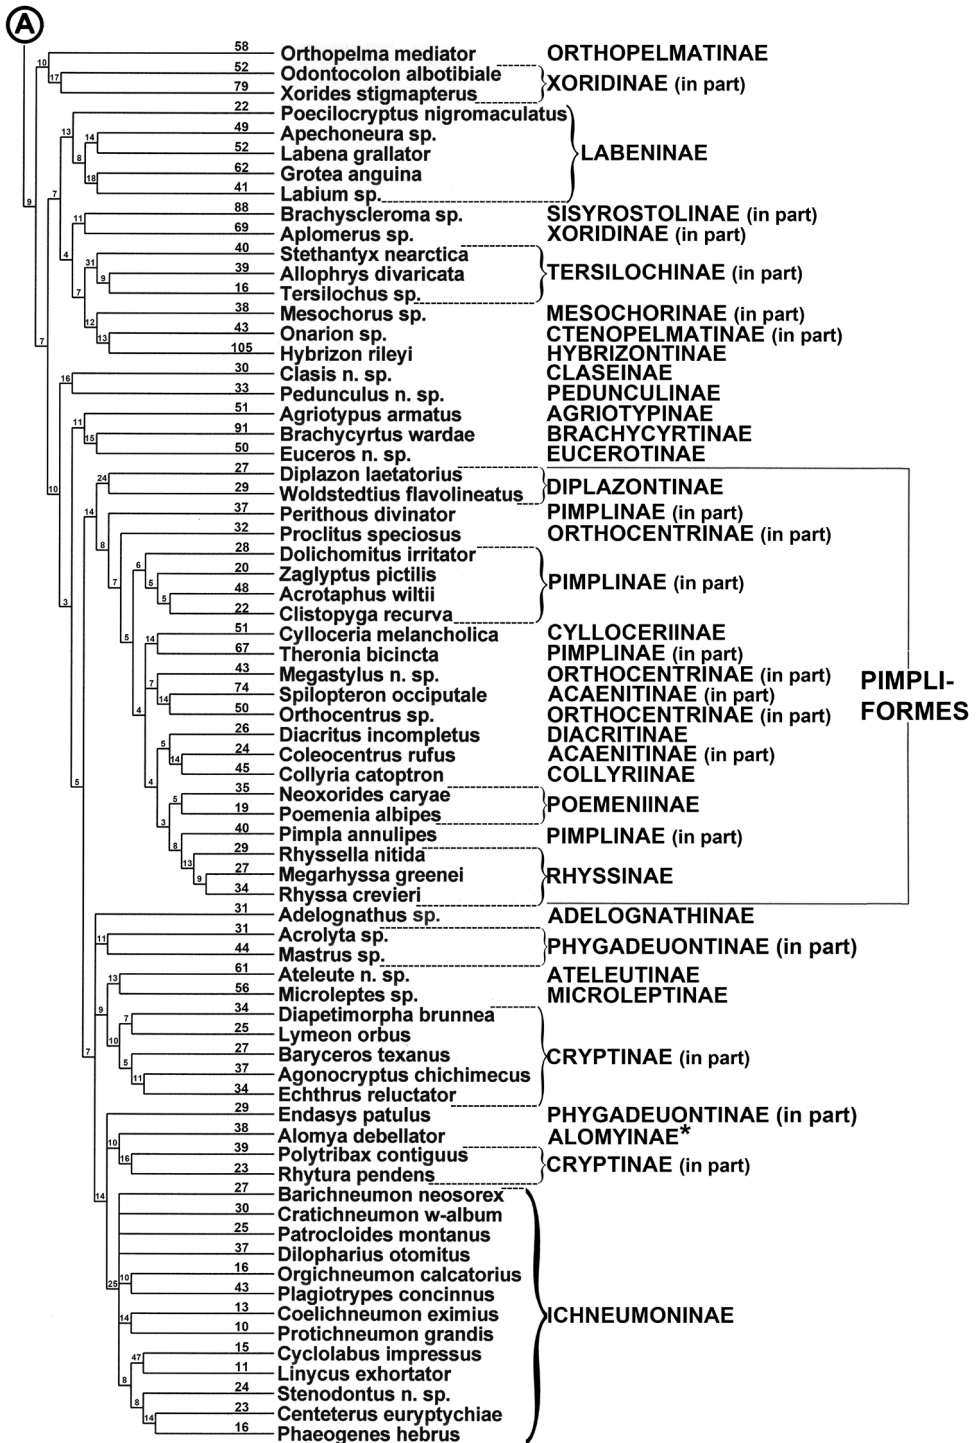 A
58 Orthopelma mediator ORTHOPELMATINAE
10
52 Odontocolon albotibiale
17 XORIDINAE (in part)
79 Xorides stigmapterus
22 Poecilocryptus nigromaculatus
13
49 Apechoneura sp.
14
52 Labena grallator LABENINAE
8
62 Grotea anguina
18
41 Labium sp.
7
9
88 Brachyscleroma sp. SISYROSTOLINAE (in part)
11
69 Aplomerus sp. XORIDINAE (in part)
4
40 Stethantyx nearctica
31
39 Allophrys divaricata TERSILOCHINAE (in part)
9
16 Tersilochus sp.
7
38 Mesochorus sp. MESOCHORINAE (in part)
12
43 Onarion sp. CTENOPELMATINAE (in part)
13
7
105 Hybrizon rileyi HYBRIZONTINAE
30 Clasis n. sp. CLASEINAE
16
33 Pedunculus n. sp. PEDUNCULINAE
51 Agriotypus armatus AGRIOTYPINAE
11
91 Brachycyrtus wardae BRACHYCYRTINAE
15
50 Euceros n. sp. EUCEROTINAE
27 Diplazon laetatorius
24 DIPLAZONTINAE
10
29 Woldstedtius flavolineatus
14
37 Perithous divinator PIMPLINAE (in part)
32 Proclitus speciosus ORTHOCENTRINAE (in part)
8
28 Dolichomitus irritator
6
20 Zaglyptus pictilis
7 5 PIMPLINAE (in part)
48 Acrotaphus wiltii
5
3
22 Clistopyga recurva
51 Cylloceria melancholica CYLLOCERIINAE
5 14
67 Theronia bicincta PIMPLINAE (in part)
43 Megastylus n. sp. ORTHOCENTRINAE (in part)
7
74 Spilopteron occiputale ACAENITINAE (in part)
14
PIMPLI-
FORMES
50 Orthocentrus sp. ORTHOCENTRINAE (in part)
4
26 Diacritus incompletus DIACRITINAE
5
24 Coleocentrus rufus ACAENITINAE (in part)
14
45 Collyria catoptron COLLYRIINAE
5 4
35 Neoxorides caryae
5 POEMENIINAE
19 Poemenia albipes
3
40 Pimpla annulipes PIMPLINAE (in part)
8
29 Rhyssella nitida
13
27 Megarhyssa greenei RHYSSINAE
9
34 Rhyssa crevieri
31 Adelognathus sp. ADELOGNATHINAE
31 Acrolyta sp.
11 PHYGADEUONTINAE (in part)
44 Mastrus sp.
61 Ateleute n. sp. ATELEUTINAE
13
56 Microleptes sp. MICROLEPTINAE
9
34 Diapetimorpha brunnea
7
25 Lymeon orbus
10
27 Baryceros texanus
7 5 CRYPTINAE (in part)
37 Agonocryptus chichimecus
11
34 Echthrus reluctator
29 Endasys patulus PHYGADEUONTINAE (in part)
38 Alomya debellator ALOMYINAE*
10
39 Polytribax contiguus
16 CRYPTINAE (in part)
23 Rhytura pendens
14
27 Barichneumon neosorex
30 Cratichneumon w-album
25 Patrocloides montanus
37 Dilopharius otomitus
16 Orgichneumon calcatorius
25 10
43 Plagiotrypes concinnus
13 Coelichneumon eximius
14 ICHNEUMONINAE
10 Protichneumon grandis
15 Cyclolabus impressus
47
11 Linycus exhortator
8
24 Stenodontus n. sp.
8
23 Centeterus euryptychiae
14
16 Phaeogenes hebrus